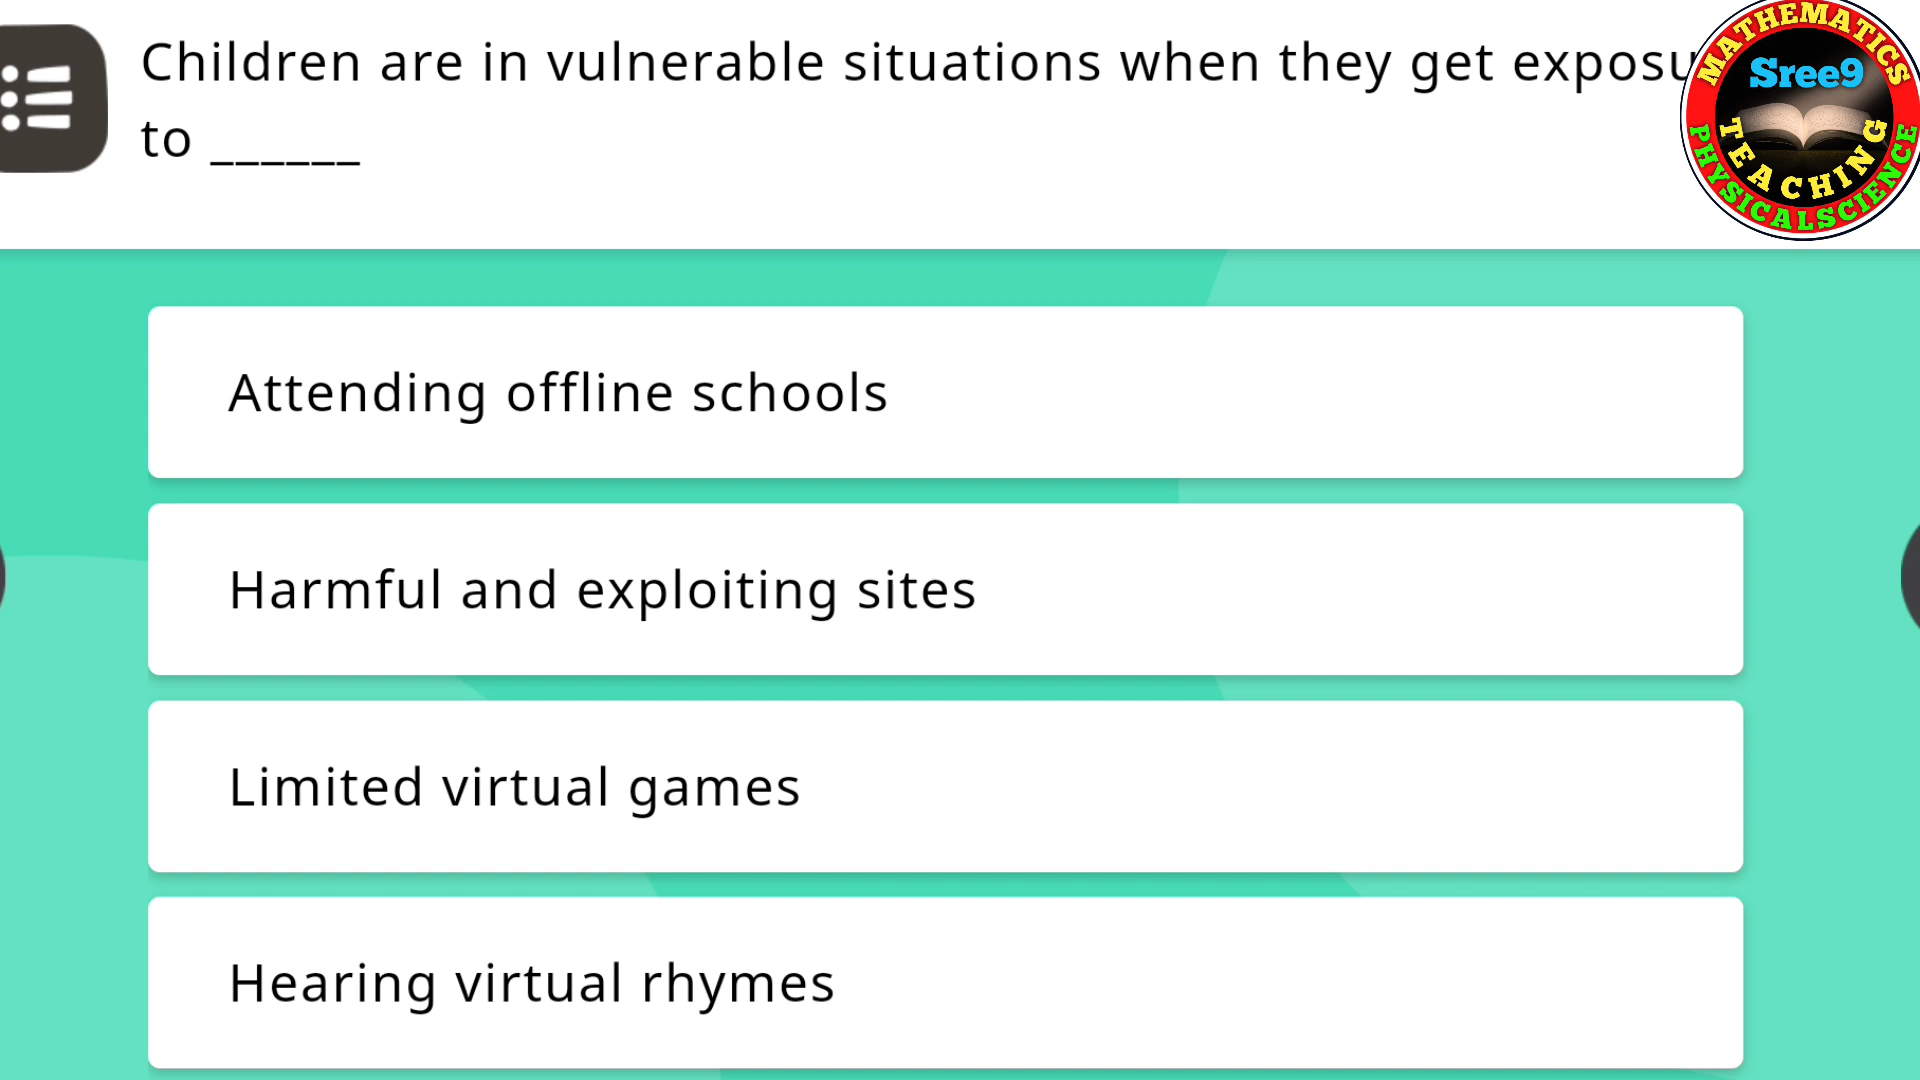 Children are in vulnerable situations when they get
to ______
MATHEMATICS
Sree9
TEACHING
PHYSICALSCIENCE
Attending offline schools
Harmful and exploiting sites
Limited virtual games
Hearing virtual rhymes